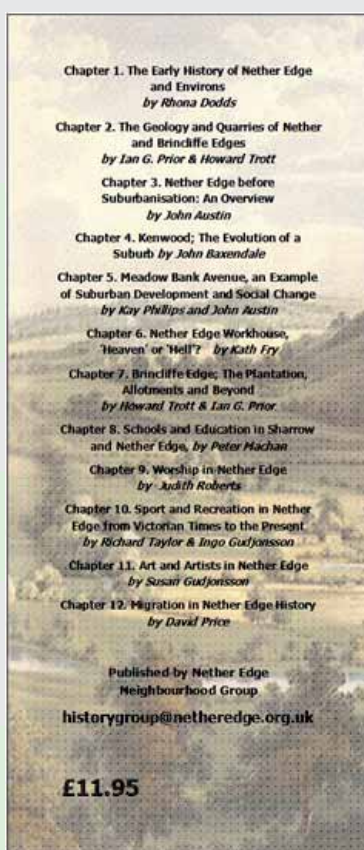 Chapter 1. The Early History of Nether Edge
and Environs
by Rhona Dodds
Chapter 2. The Geology and Quarries of Nether
and Brincliffe Edges
by Ian G. Prior & Howard Trott
Chapter 3. Nether Edge before
Suburbanisation: An Overview
by John Austin
Chapter 4. Kenwood; The Evolution of a
Suburb by John Baxendale
Chapter 5. Meadow Bank Avenue, an Example
of Suburban Development and Social Change
by Kay Phillips and John Austin
Chapter 6. Nether Edge Workhouse,
'Heaven' or 'Hell'? by Kath Fry
Chapter 7. Brincliffe Edge; The Plantation,
Allotments and Beyond
by Howard Trott & Ian G. Prior
Chapter 8. Schools and Education in Sharrow
and Nether Edge, by Peter Machan
Chapter 9. Worship in Nether Edge
by Judith Roberts
Chapter 10. Sport and Recreation in Nether
Edge from Victorian Times to the Present
by Richard Taylor & Ingo Gudjonsson
Chapter 11. Art and Artists in Nether Edge
by Susan Gudjonsson
Chapter 12. Migration in Nether Edge History
by David Price
Published by Nether Edge
Neighbourhood Group
historygroup@netheredge.org.uk
£11.95